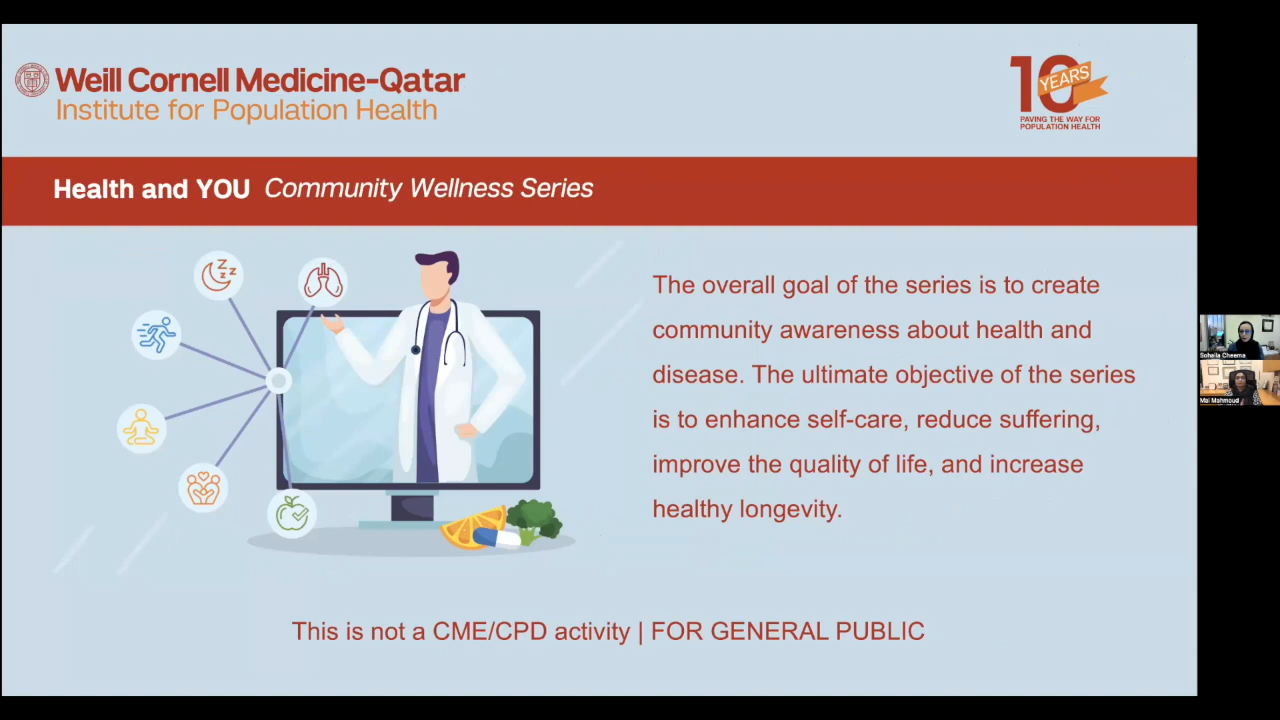 Weill Cornell Medicine-Qatar
Institute for Population Health
10
YEARS
PAVING THE WAY FOR
POPULATION HEALTH
Health and YOU Community Wellness Series
z z z
The overall goal of the series is to create
community awareness about health and
disease. The ultimate objective of the series
is to enhance self-care, reduce suffering,
improve the quality of life, and increase
healthy longevity.
This is not a CME/CPD activity | FOR GENERAL PUBLIC
Sohaila Cheema
Mai Mahmoud